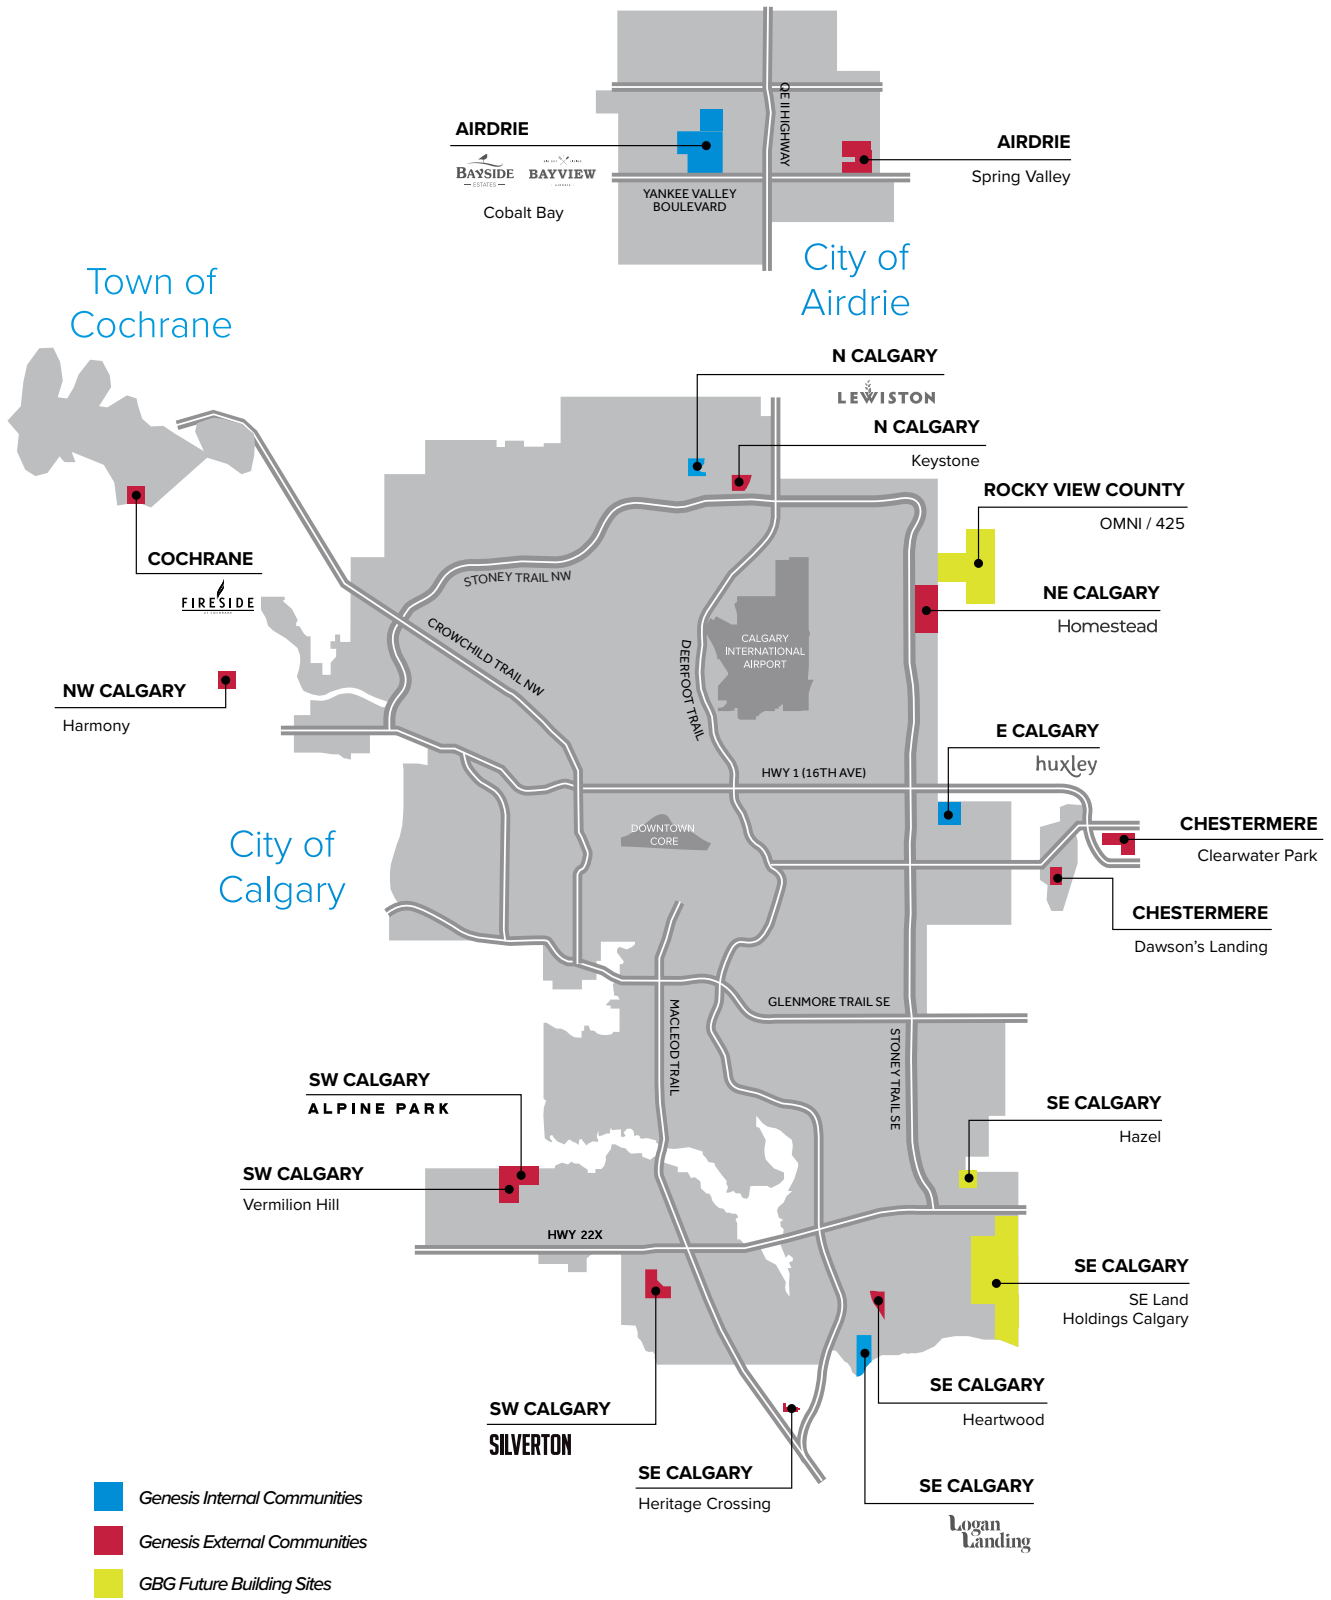 AIRDRIE
BAYSIDE
ESTATES
BAYVIEW
Cobalt Bay
QE II HIGHWAY
YANKEE VALLEY
BOULEVARD
AIRDRIE
Spring Valley
City of
Airdrie
Town of
Cochrane
N CALGARY
LEWISTON
N CALGARY
Keystone
ROCKY VIEW COUNTY
OMNI / 425
COCHRANE
FIRESIDE
STONEY TRAIL NW
NE CALGARY
Homestead
CROWCHILD TRAIL NW
DEERFOOT TRAIL
CALGARY
INTERNATIONAL
AIRPORT
NW CALGARY
Harmony
E CALGARY
huxley
HWY 1 (16TH AVE)
DOWNTOWN
CORE
City of
Calgary
CHESTERMERE
Clearwater Park
CHESTERMERE
Dawson's Landing
GLENMORE TRAIL SE
MACLEOD TRAIL
STONEY TRAIL SE
SW CALGARY
ALPINE PARK
SE CALGARY
Hazel
SW CALGARY
Vermilion Hill
HWY 22X
SE CALGARY
SE Land
Holdings Calgary
SE CALGARY
Heartwood
SW CALGARY
SILVERTON
SE CALGARY
Heritage Crossing
SE CALGARY
Logan
Landing
Genesis Internal Communities
Genesis External Communities
GBG Future Building Sites